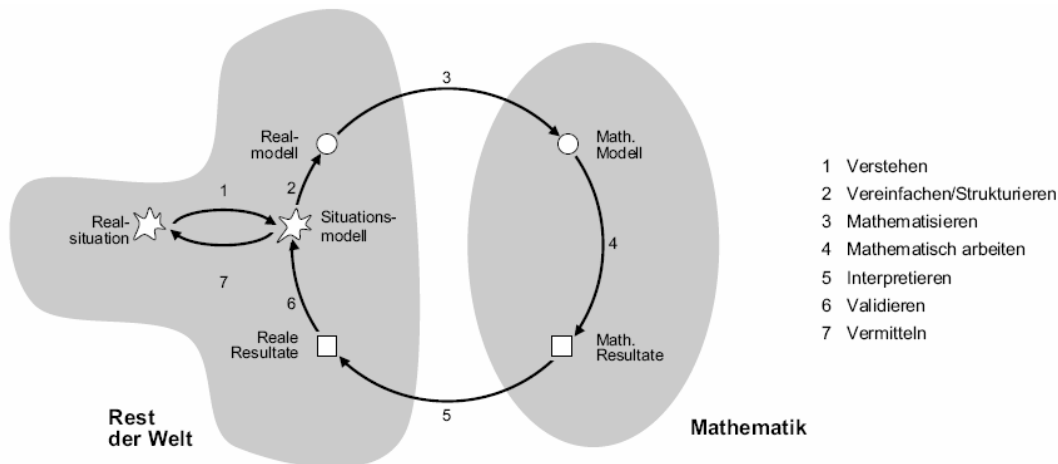 3
Real-
modell
Math.
Modell
1
2
Real-
situation
Situations-
modell
4
7
6
Reale
Resultate
Math.
Resultate
5
Rest
der Welt
Mathematik
1 Verstehen
2 Vereinfachen/Strukturieren
3 Mathematisieren
4 Mathematisch arbeiten
5 Interpretieren
6 Validieren
7 Vermitteln